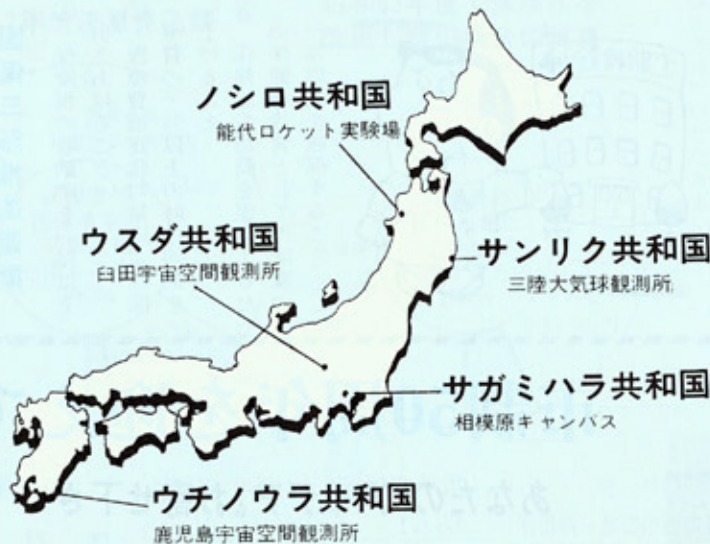 ノシロ共和国
能代ロケット実験場
ウスダ共和国
臼田宇宙空間観測所
サンリク共和国
三陸大気球観測所
サガミハラ共和国
相模原キャンパス
ウチノウラ共和国
鹿児島宇宙空間観測所